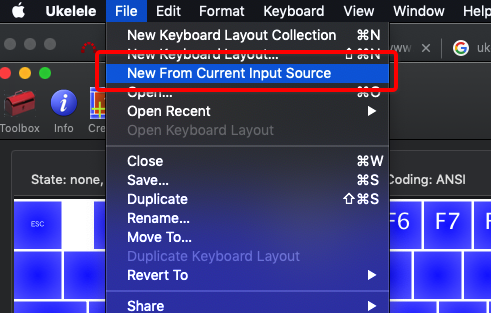 Ukelele File Edit Format Keyboard View Window Help
New Keyboard Layout Collection ⌘N
New Keyboard Layout... ⇧⌘N
New From Current Input Source
Open... ⌘O
Open Recent
Open Keyboard Layout
Close ⌘W
Save... ⌘S
Duplicate ⇧⌘S
Rename...
Move To...
Duplicate Keyboard Layout
Revert To
Share
ww
uk
Toolbox Info Cre
State: none,
Coding: ANSI
ESC F6 F7